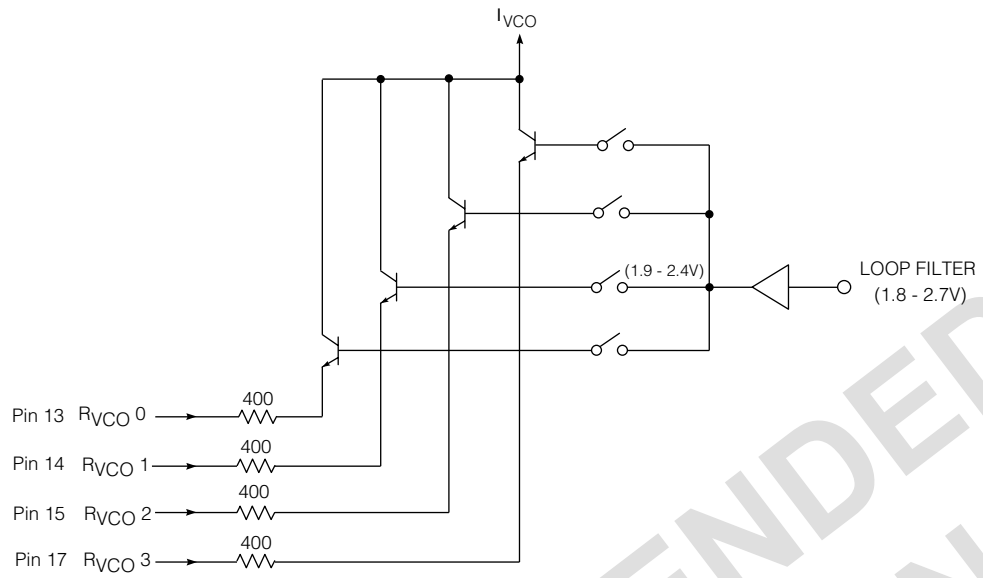 IVCO
(1.9 - 2.4V)
LOOP FILTER
(1.8 - 2.7V)
400
Pin 13 RVCO 0
400
Pin 14 RVCO 1
400
Pin 15 RVCO 2
400
Pin 17 RVCO 3
ENDED
N